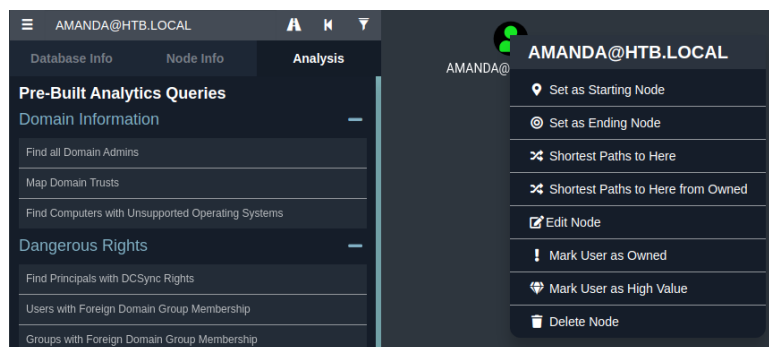 AMANDA@HTB.LOCAL
Database Info
Node Info
Analysis
Pre-Built Analytics Queries
Domain Information
Find all Domain Admins
Map Domain Trusts
Find Computers with Unsupported Operating Systems
Dangerous Rights
Find Principals with DCSync Rights
Users with Foreign Domain Group Membership
Groups with Foreign Domain Group Membership
AMANDA@
AMANDA@HTB.LOCAL
Set as Starting Node
Set as Ending Node
Shortest Paths to Here
Shortest Paths to Here from Owned
Edit Node
Mark User as Owned
Mark User as High Value
Delete Node